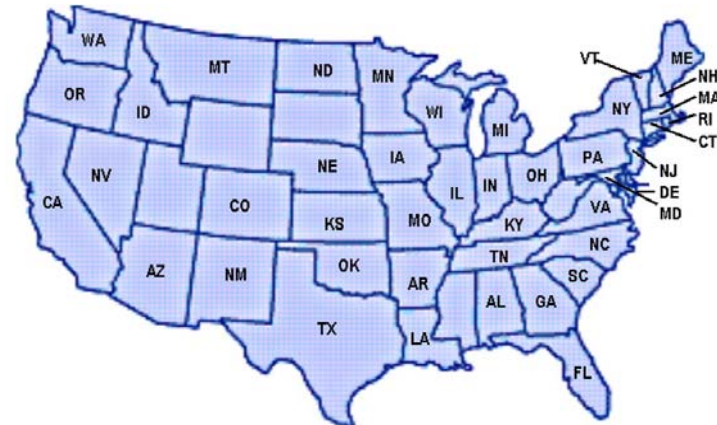 WA
MT
ND
MN
OR
ID
WI
MI
NY
VT
ME
NH
MA
RI
CT
NJ
DE
MD
PA
NV
CA
NE
IA
IL
IN
OH
CO
KS
MO
KY
VA
AZ
NM
OK
AR
TN
NC
SC
TX
LA
AL
GA
FL